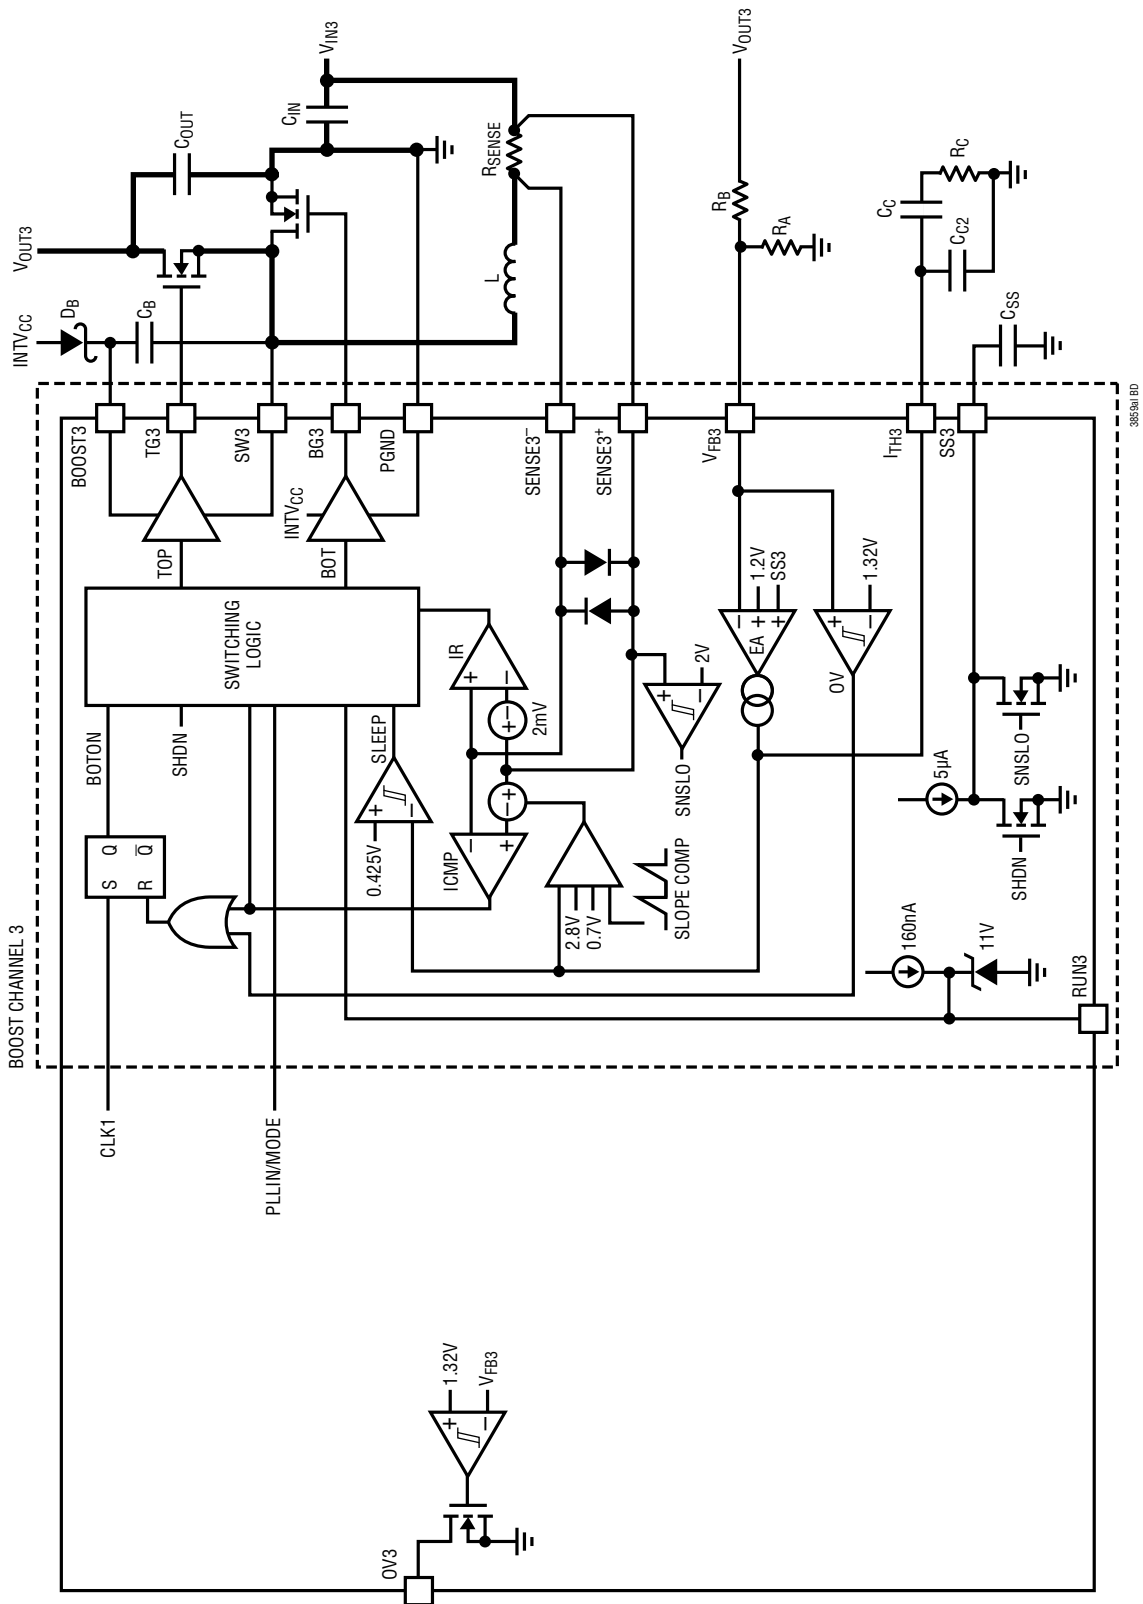 BOOST CHANNEL 3
INTVCC
DB
CB
VOUT3
COUT
CIN
VIN3
L
RSENSE
RB
RA
VOUT3
CC
RC
CC2
CSS
BOOST3
TG3
SW3
BG3
PGND
SENSE3–
SENSE3+
VFB3
ITH3
SS3
RUN3
3859al BD
TOP
INTVCC
BOT
SWITCHING
LOGIC
BOTON
SHDN
SLEEP
IR
+
–
+
–
2mV
+
–
0.425V
S Q
R Q̅
CLK1
PLLIN/MODE
ICMP
–
+
–
+
2.8V
0.7V
SLOPE COMP
SNSLO
+
–
2V
EA
–
+
+
1.2V
SS3
OV
+
–
1.32V
5µA
SHDN
SNSLO
160nA
11V
OV3
+
–
1.32V
VFB3